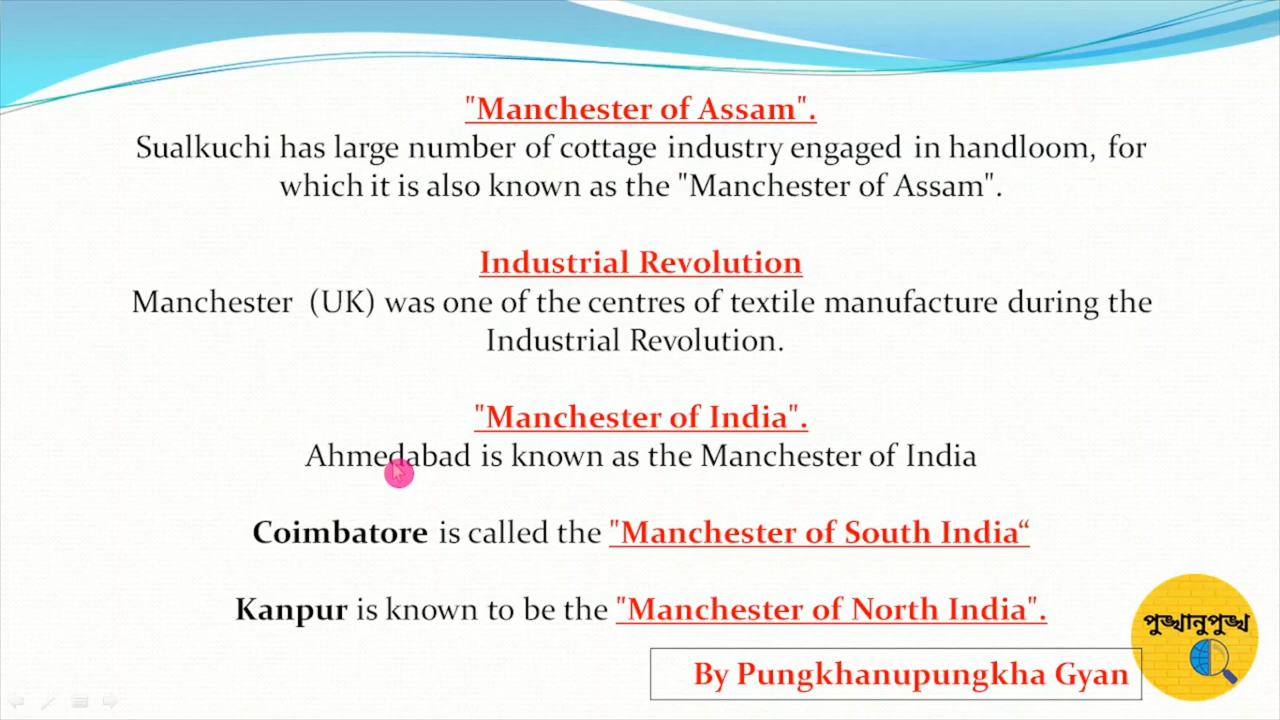 "Manchester of Assam".
Sualkuchi has large number of cottage industry engaged in handloom, for
which it is also known as the "Manchester of Assam".
Industrial Revolution
Manchester (UK) was one of the centres of textile manufacture during the
Industrial Revolution.
"Manchester of India".
Ahmedabad is known as the Manchester of India
Coimbatore is called the "Manchester of South India“
Kanpur is known to be the "Manchester of North India".
পুঙ্খানুপুঙ্খ
By Pungkhanupungkha Gyan